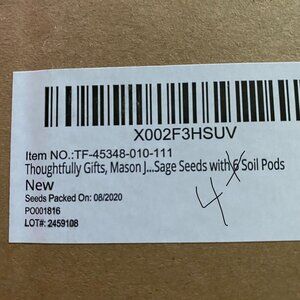 X002F3HSUV
Item NO.:TF-45348-010-111
Thoughtfully Gifts, Mason J...Sage Seeds with 6 Soil Pods
New
4
Seeds Packed On: 08/2020
PO001816
LOT#: 2459108